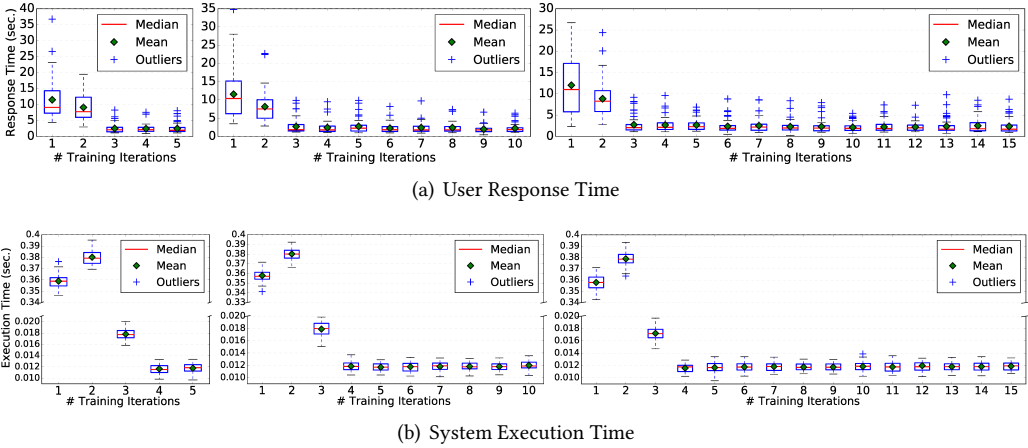 Response Time (sec.)
40
35
30
25
20
15
10
5
0
Median
Mean
Outliers
1 2 3 4 5
# Training Iterations
35
30
25
20
15
10
5
0
Median
Mean
Outliers
1 2 3 4 5 6 7 8 9 10
# Training Iterations
30
25
20
15
10
5
0
Median
Mean
Outliers
1 2 3 4 5 6 7 8 9 10 11 12 13 14 15
# Training Iterations
(a) User Response Time
Execution Time (sec.)
0.4
0.39
0.38
0.37
0.36
0.35
0.34
0.020
0.018
0.016
0.014
0.012
0.010
Median
Mean
Outliers
1 2 3 4 5
# Training Iterations
0.4
0.39
0.38
0.37
0.36
0.35
0.34
0.33
0.020
0.018
0.016
0.014
0.012
0.010
Median
Mean
Outliers
1 2 3 4 5 6 7 8 9 10
# Training Iterations
0.4
0.39
0.38
0.37
0.36
0.35
0.34
0.020
0.018
0.016
0.014
0.012
0.010
Median
Mean
Outliers
1 2 3 4 5 6 7 8 9 10 11 12 13 14 15
# Training Iterations
(b) System Execution Time